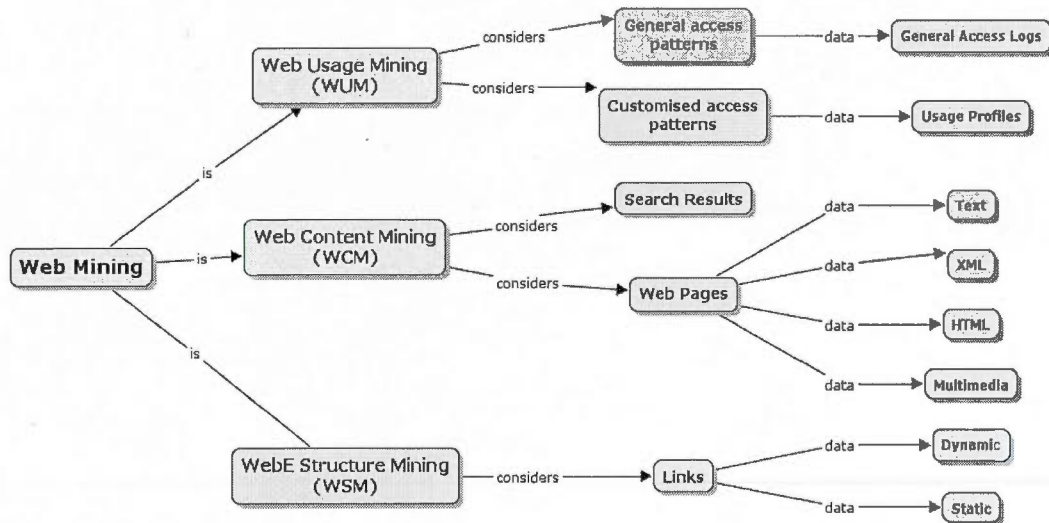 considers
General access
patterns
data
General Access Logs
Web Usage Mining
(WUM)
considers
Customised access
patterns
data
Usage Profiles
is
Search Results
data
Text
considers
Web Content Mining
(WCM)
Web Mining
is
considers
Web Pages
data
XML
data
HTML
is
data
Multimedia
WebE Structure Mining
(WSM)
considers
Links
data
Dynamic
data
Static